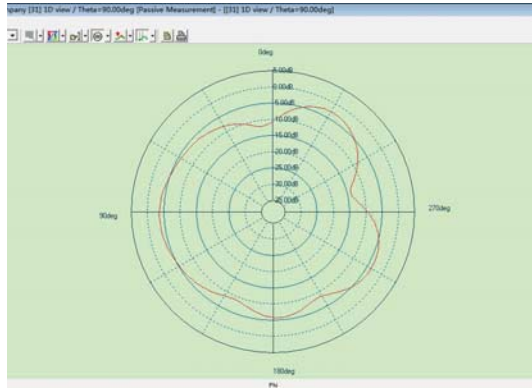 mpany [31] 1D view / Theta=90.00deg [Passive Measurement] - [[31] 1D view / Theta=90.00deg]
0deg
5.00dB
0.00dB
-5.00dB
-10.00dB
-15.00dB
-20.00dB
-25.00dB
-30.00dB
-35.00dB
90deg
270deg
180deg
Phi